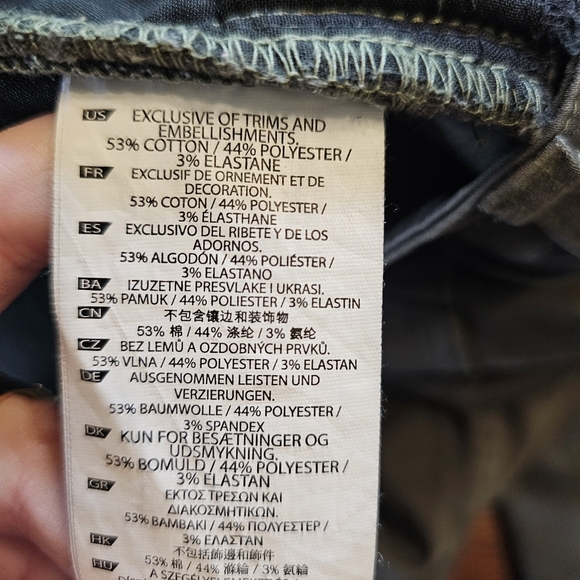 US EXCLUSIVE OF TRIMS AND
EMBELLISHMENTS.
53% COTTON / 44% POLYESTER /
3% ELASTANE
FR EXCLUSIF DE ORNEMENT ET DE
DECORATION.
53% COTON / 44% POLYESTER /
3% ÉLASTHANE
ES EXCLUSIVO DEL RIBETE Y DE LOS
ADORNOS.
53% ALGODÓN / 44% POLIÉSTER /
3% ELASTANO
BA IZUZETNE PRESVLAKE I UKRASI.
53% PAMUK / 44% POLIESTER / 3% ELASTIN
CN 不包含镶边和装饰物
53% 棉 / 44% 涤纶 / 3% 氨纶
CZ BEZ LEMŮ A OZDOBNÝCH PRVKŮ.
53% VLNA / 44% POLYESTER / 3% ELASTAN
DE AUSGENOMMEN LEISTEN UND
VERZIERUNGEN.
53% BAUMWOLLE / 44% POLYESTER /
3% SPANDEX
DK KUN FOR BESÆTNINGER OG
UDSMYKNING.
53% BOMULD / 44% POLYESTER /
3% ELASTAN
GR ΕΚΤΟΣ ΤΡΕΣΩΝ ΚΑΙ
ΔΙΑΚΟΣΜΗΤΙΚΩΝ.
53% ΒΑΜΒΑΚΙ / 44% ΠΟΛΥΕΣΤΕΡ /
3% ΕΛΑΣΤΑΝ
HK 不包括飾邊和飾件
53% 棉 / 44% 滌綸 / 3% 氨綸
HU A SZEGÉLYELEMEKET ÉS